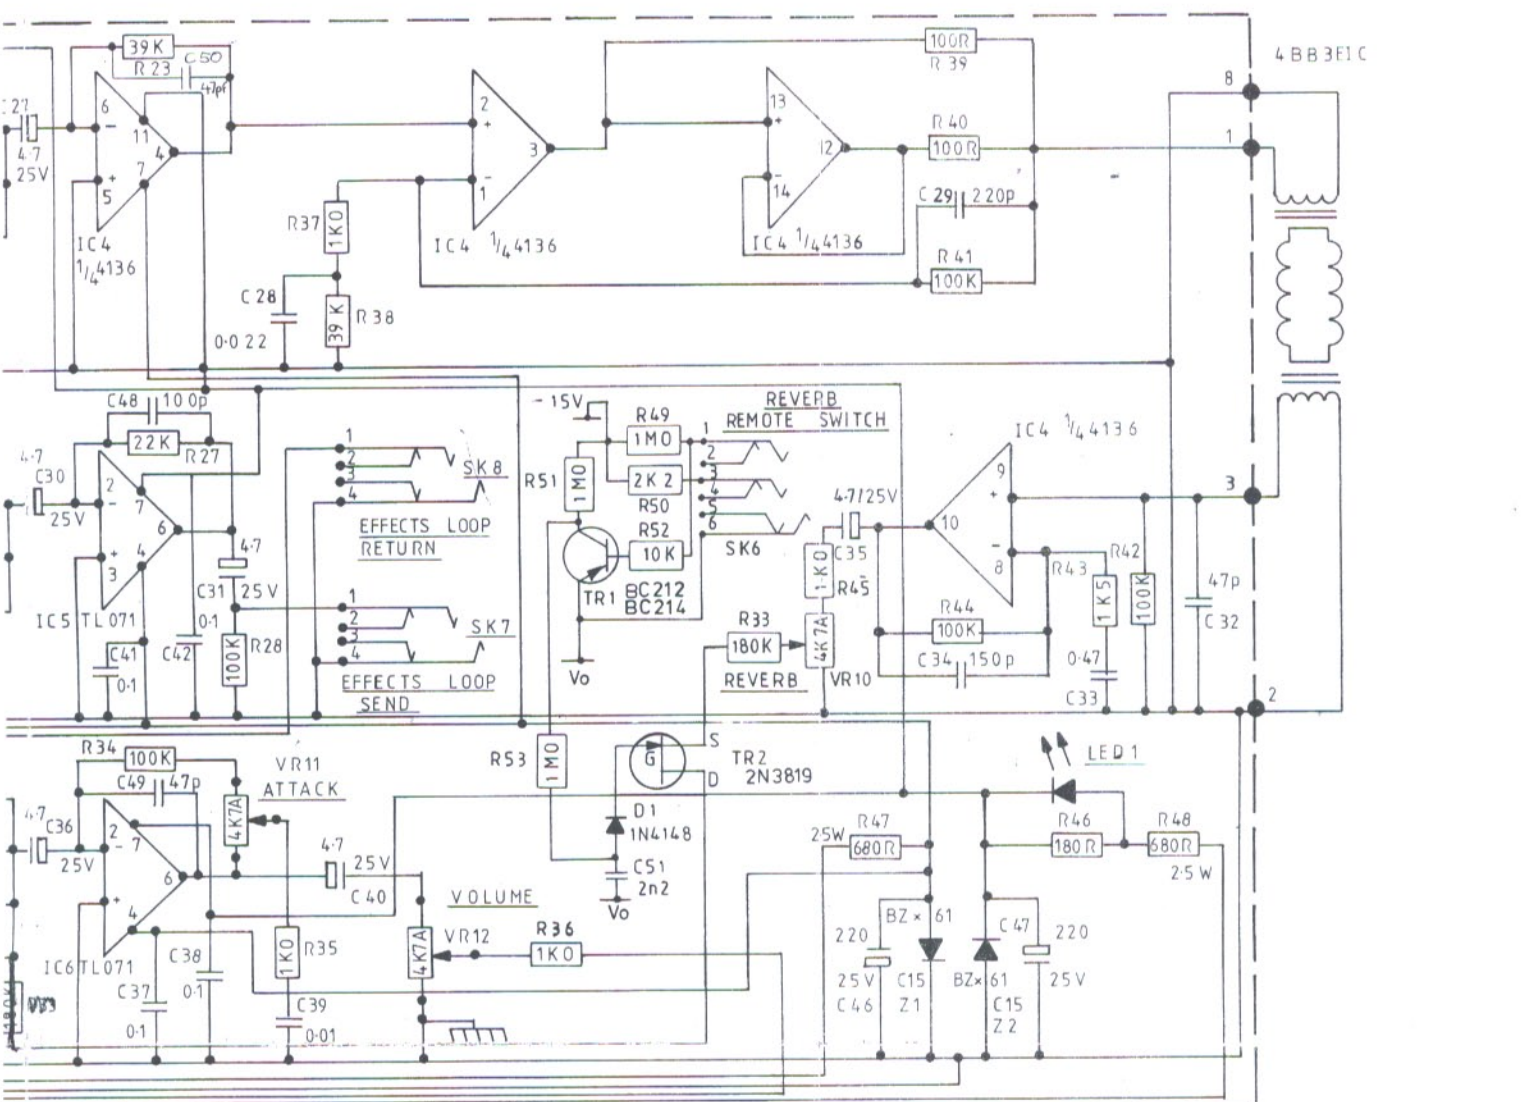 39K
R23
C50
47pf
C27
4·7
25V
6
-
11
4
7
+
5
IC4
1/4 4136
2
+
3
-
1
IC4 1/4 4136
R37
1K0
C28
0·022
39K
R38
100R
R39
13
+
12
-
14
IC4 1/4 4136
R40
100R
C29 220p
R41
100K
4BB3E1C
8
1
3
2
C48 100p
22K
R27
4·7
C30
25V
2
-
7
6
+
4
3
IC5 TL071
4·7
C31 25V
C41
0·1
C42
0·1
R28
100K
1
2
3
4
SK8
EFFECTS LOOP
RETURN
1
2
3
4
SK7
EFFECTS LOOP
SEND
-15V
R49
1M0
R51
1M0
2K2
R50
R52
10K
TR1
BC212
BC214
Vo
REVERB
REMOTE SWITCH
1
2
3
4
5
6
SK6
4·7/25V
C35
1K0
R45
R33
180K
4K7A
VR10
REVERB
IC4 1/4 4136
9
+
10
-
8
R43
1K5
R42
100K
47p
C32
R44
100K
C34 150p
0·47
C33
R34
100K
C49 47p
VR11
ATTACK
4K7A
4·7
C36
25V
2
-
7
6
+
4
IC6 TL071
C37
0·1
C38
0·1
1K0
R35
C39
0·01
4·7
25V
C40
VOLUME
4K7A
VR12
R36
1K0
R53
1M0
G
S
D
TR2
2N3819
D1
1N4148
C51
2n2
Vo
LED1
R47
25W
680R
R46
180R
R48
680R
2·5W
BZ×61
C15
Z1
220
25V
C46
BZ×61
C15
Z2
C47
220
25V
180K